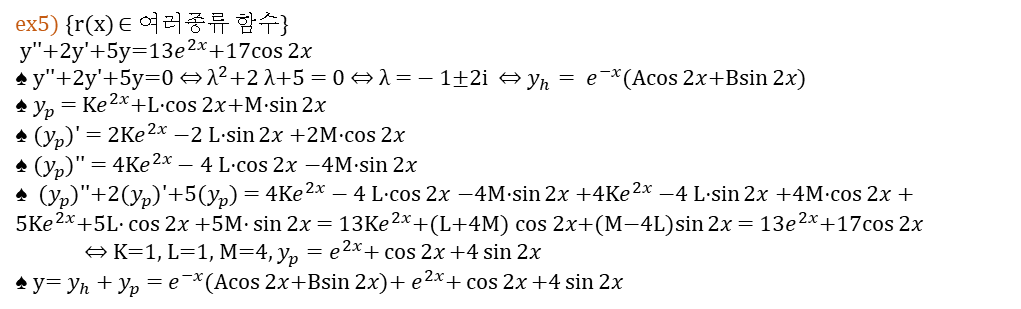 ex5) {r(x)∈ 여러종류 함수}
y''+2y'+5y=13e^{2x}+17cos 2x
♠ y''+2y'+5y=0 ⇔ λ²+2 λ+5 = 0 ⇔ λ = − 1±2i ⇔ y_h = e^{−x}(Acos 2x+Bsin 2x)
♠ y_p = Ke^{2x}+L·cos 2x+M·sin 2x
♠ (y_p)' = 2Ke^{2x} −2 L·sin 2x +2M·cos 2x
♠ (y_p)'' = 4Ke^{2x} − 4 L·cos 2x −4M·sin 2x
♠ (y_p)''+2(y_p)'+5(y_p) = 4Ke^{2x} − 4 L·cos 2x −4M·sin 2x +4Ke^{2x} −4 L·sin 2x +4M·cos 2x +
5Ke^{2x}+5L· cos 2x +5M· sin 2x = 13Ke^{2x}+(L+4M) cos 2x+(M−4L)sin 2x = 13e^{2x}+17cos 2x
⇔ K=1, L=1, M=4, y_p = e^{2x}+ cos 2x +4 sin 2x
♠ y= y_h + y_p = e^{−x}(Acos 2x+Bsin 2x)+ e^{2x}+ cos 2x +4 sin 2x